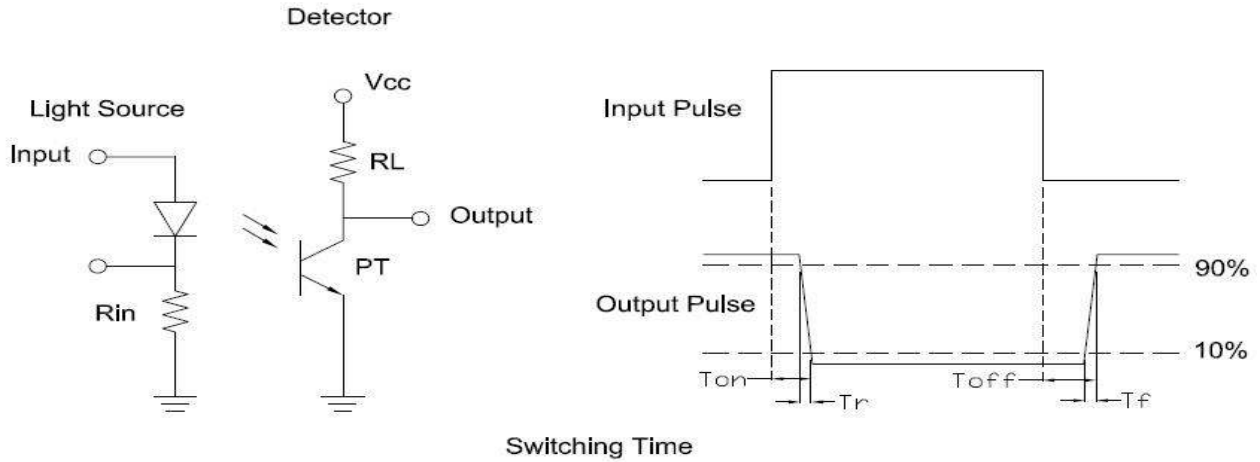 Detector
Vcc
Light Source
Input
RL
Output
PT
Rin
Input Pulse
90%
Output Pulse
10%
Ton
Toff
Tr
Tf
Switching Time